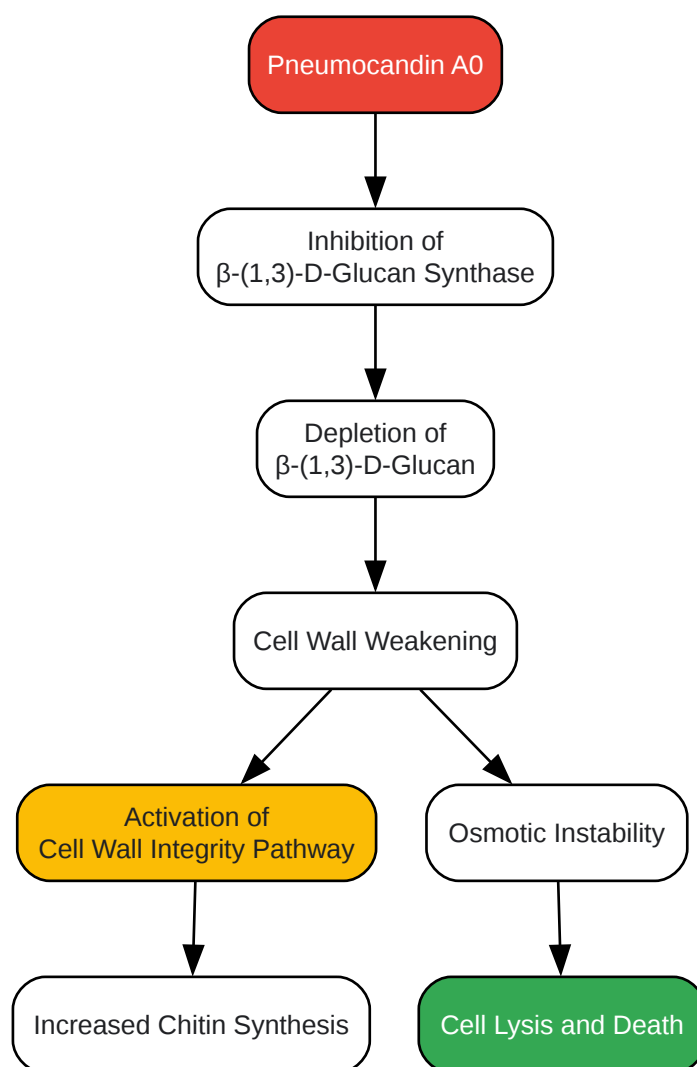 Pneumocandin A0
Inhibition of
β-(1,3)-D-Glucan Synthase
Depletion of
β-(1,3)-D-Glucan
Cell Wall Weakening
Activation of
Cell Wall Integrity Pathway
Osmotic Instability
Increased Chitin Synthesis
Cell Lysis and Death